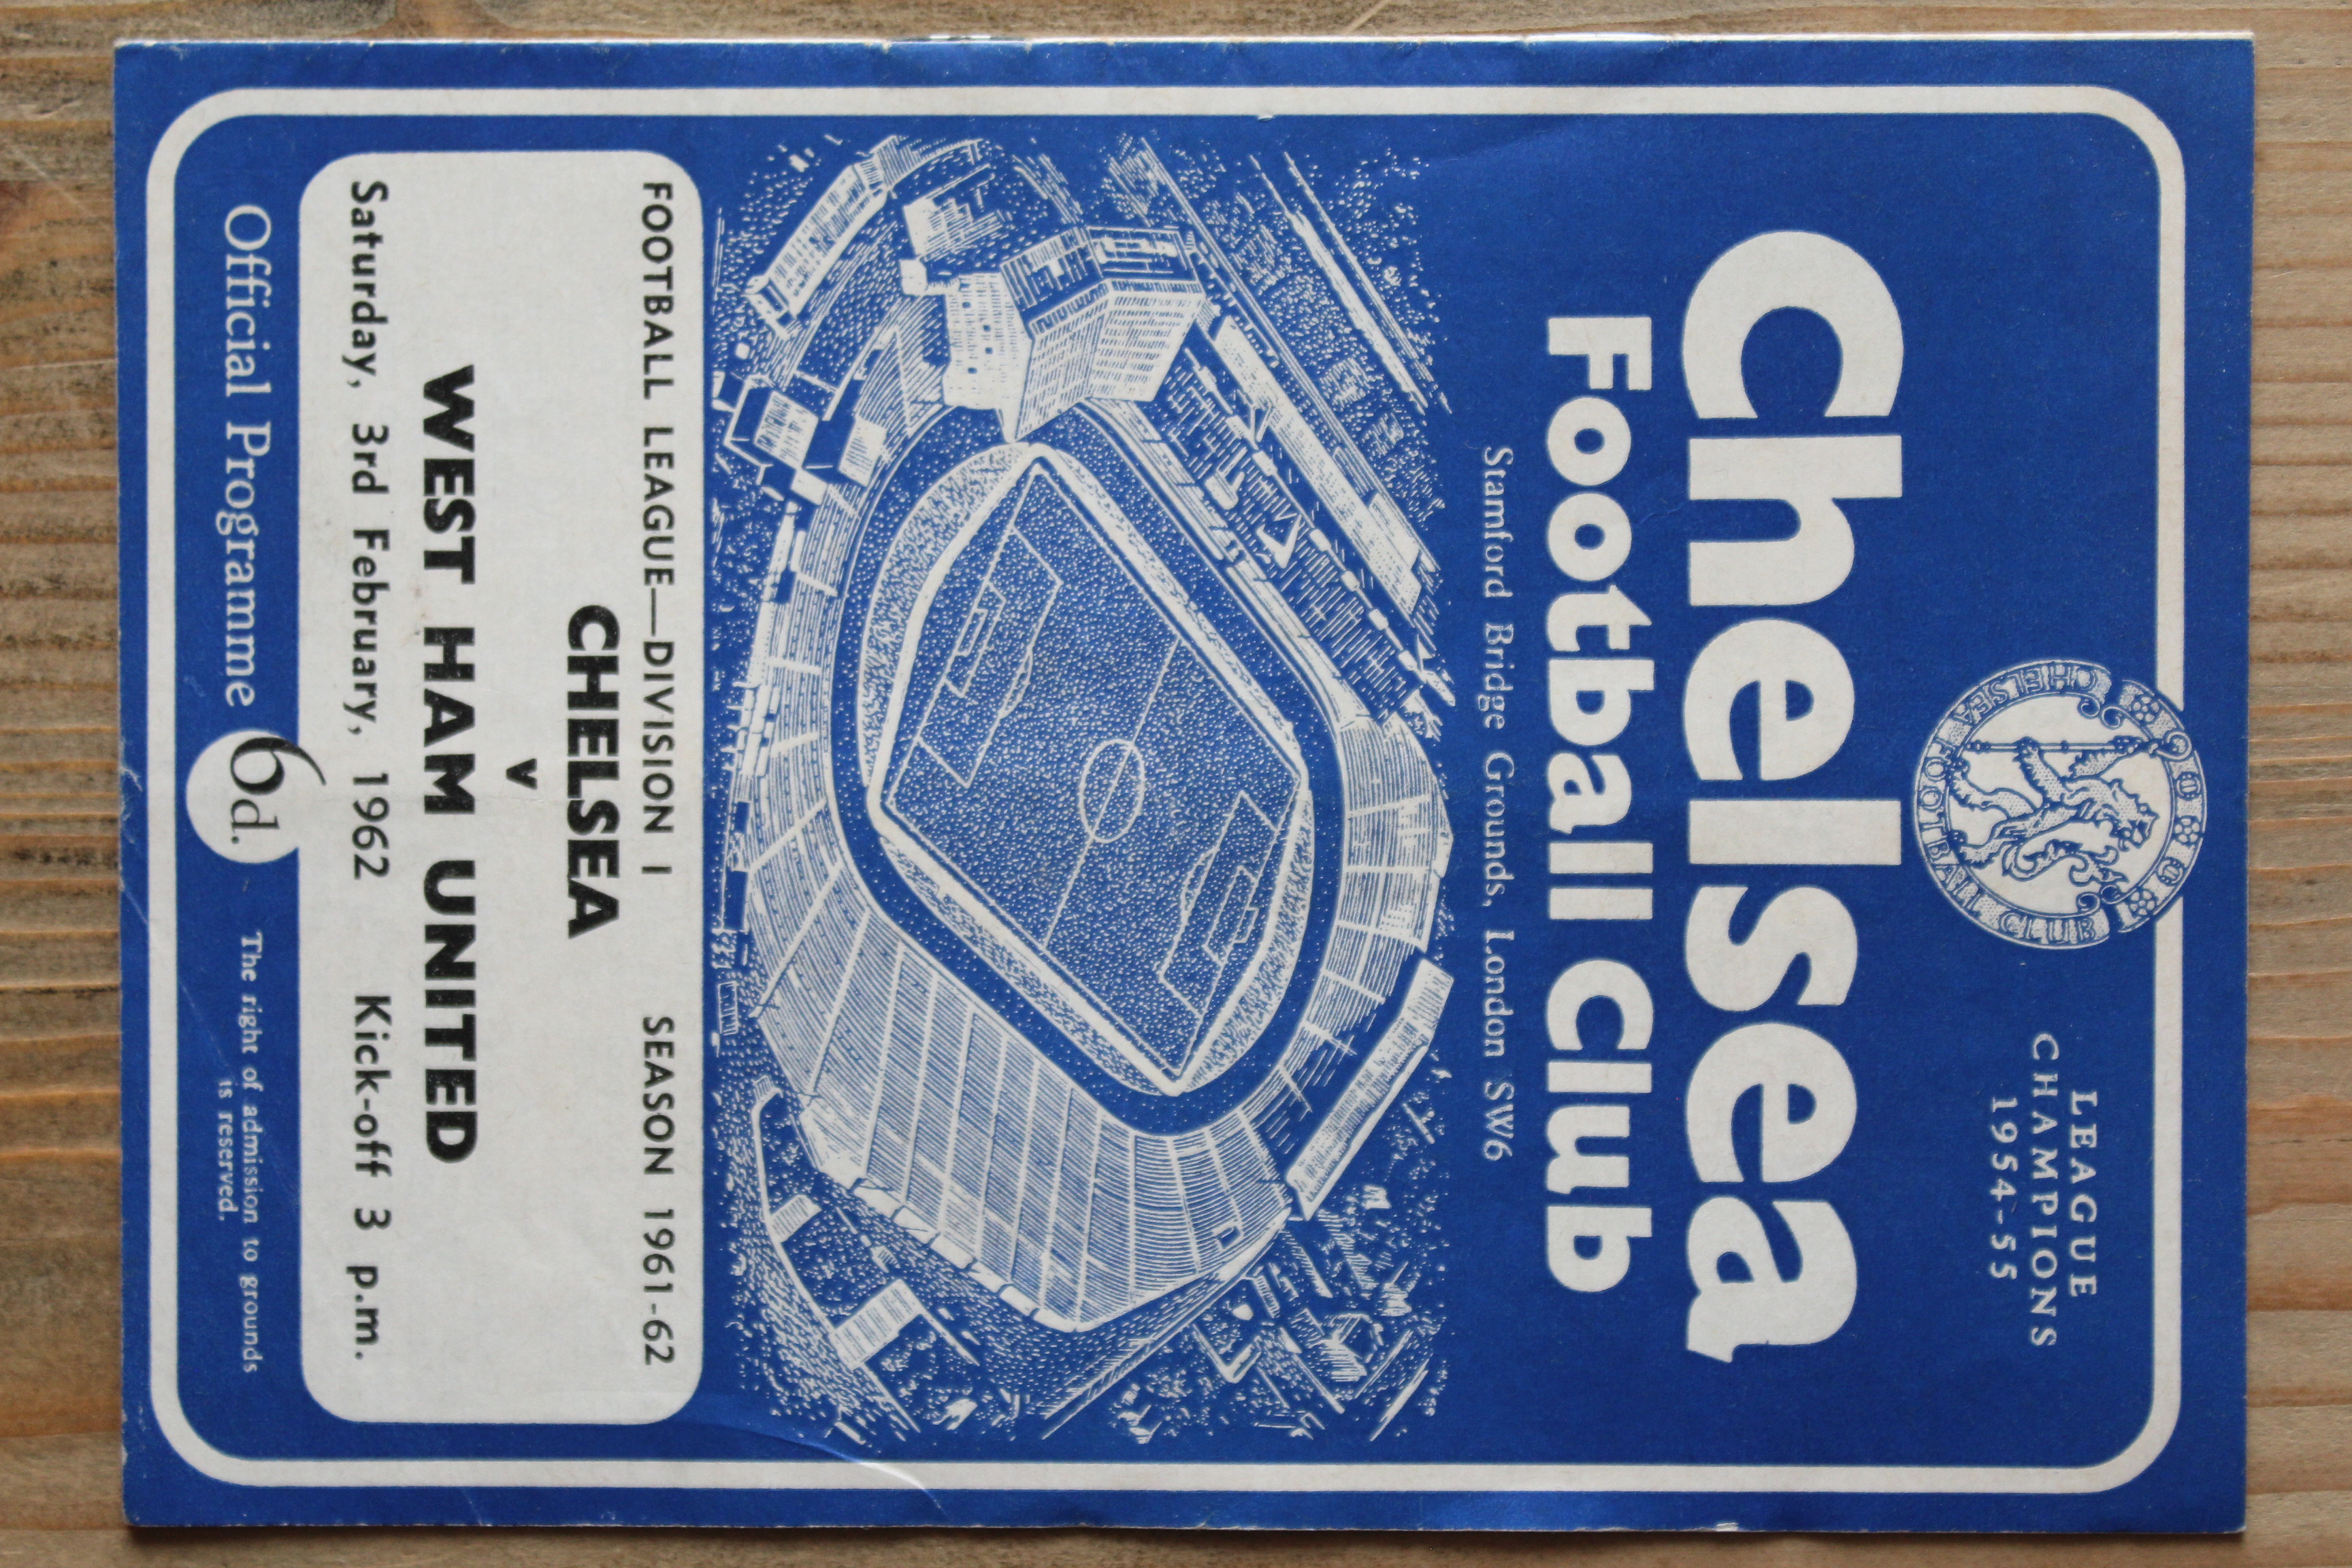 LEAGUE
CHAMPIONS
1954-55
CHELSEA FOOTBALL CLUB
Chelsea
Football Club
Stamford Bridge Grounds, London SW6
FOOTBALL LEAGUE—DIVISION I SEASON 1961-62
CHELSEA
v
WEST HAM UNITED
Saturday, 3rd February, 1962 Kick-off 3 p.m.
Official Programme 6d. The right of admission to grounds
is reserved.